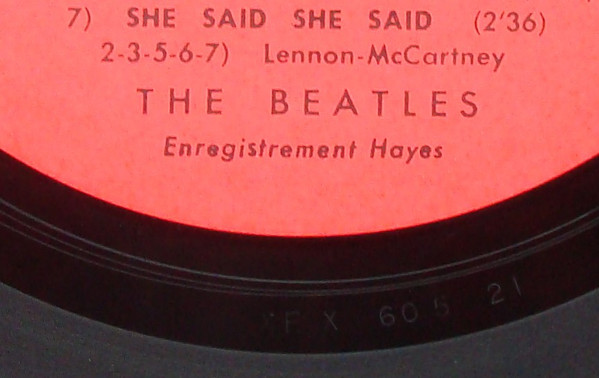 7) SHE SAID SHE SAID (2'36)
2-3-5-6-7) Lennon-McCartney
THE BEATLES
Enregistrement Hayes
XFX 605 21